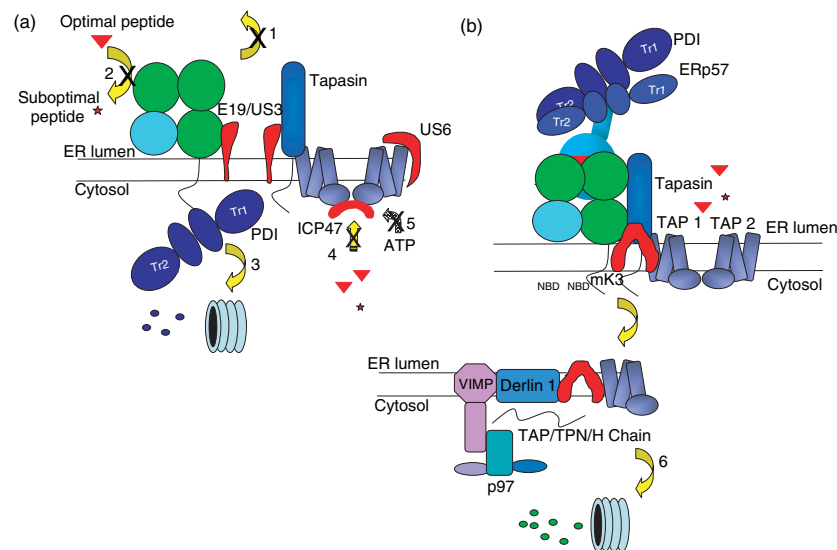 (a)
Optimal peptide
1
2
Suboptimal
peptide
E19/US3
Tapasin
US6
ER lumen
Cytosol
ICP47
5
ATP
4
Tr1
PDI
Tr2
3
(b)
Tr1
PDI
ERp57
Tr1
Tr2
Tr2
Tapasin
TAP 1
TAP 2
ER lumen
Cytosol
NBD
NBD
mK3
ER lumen
VIMP
Derlin 1
Cytosol
TAP/TPN/H Chain
p97
6